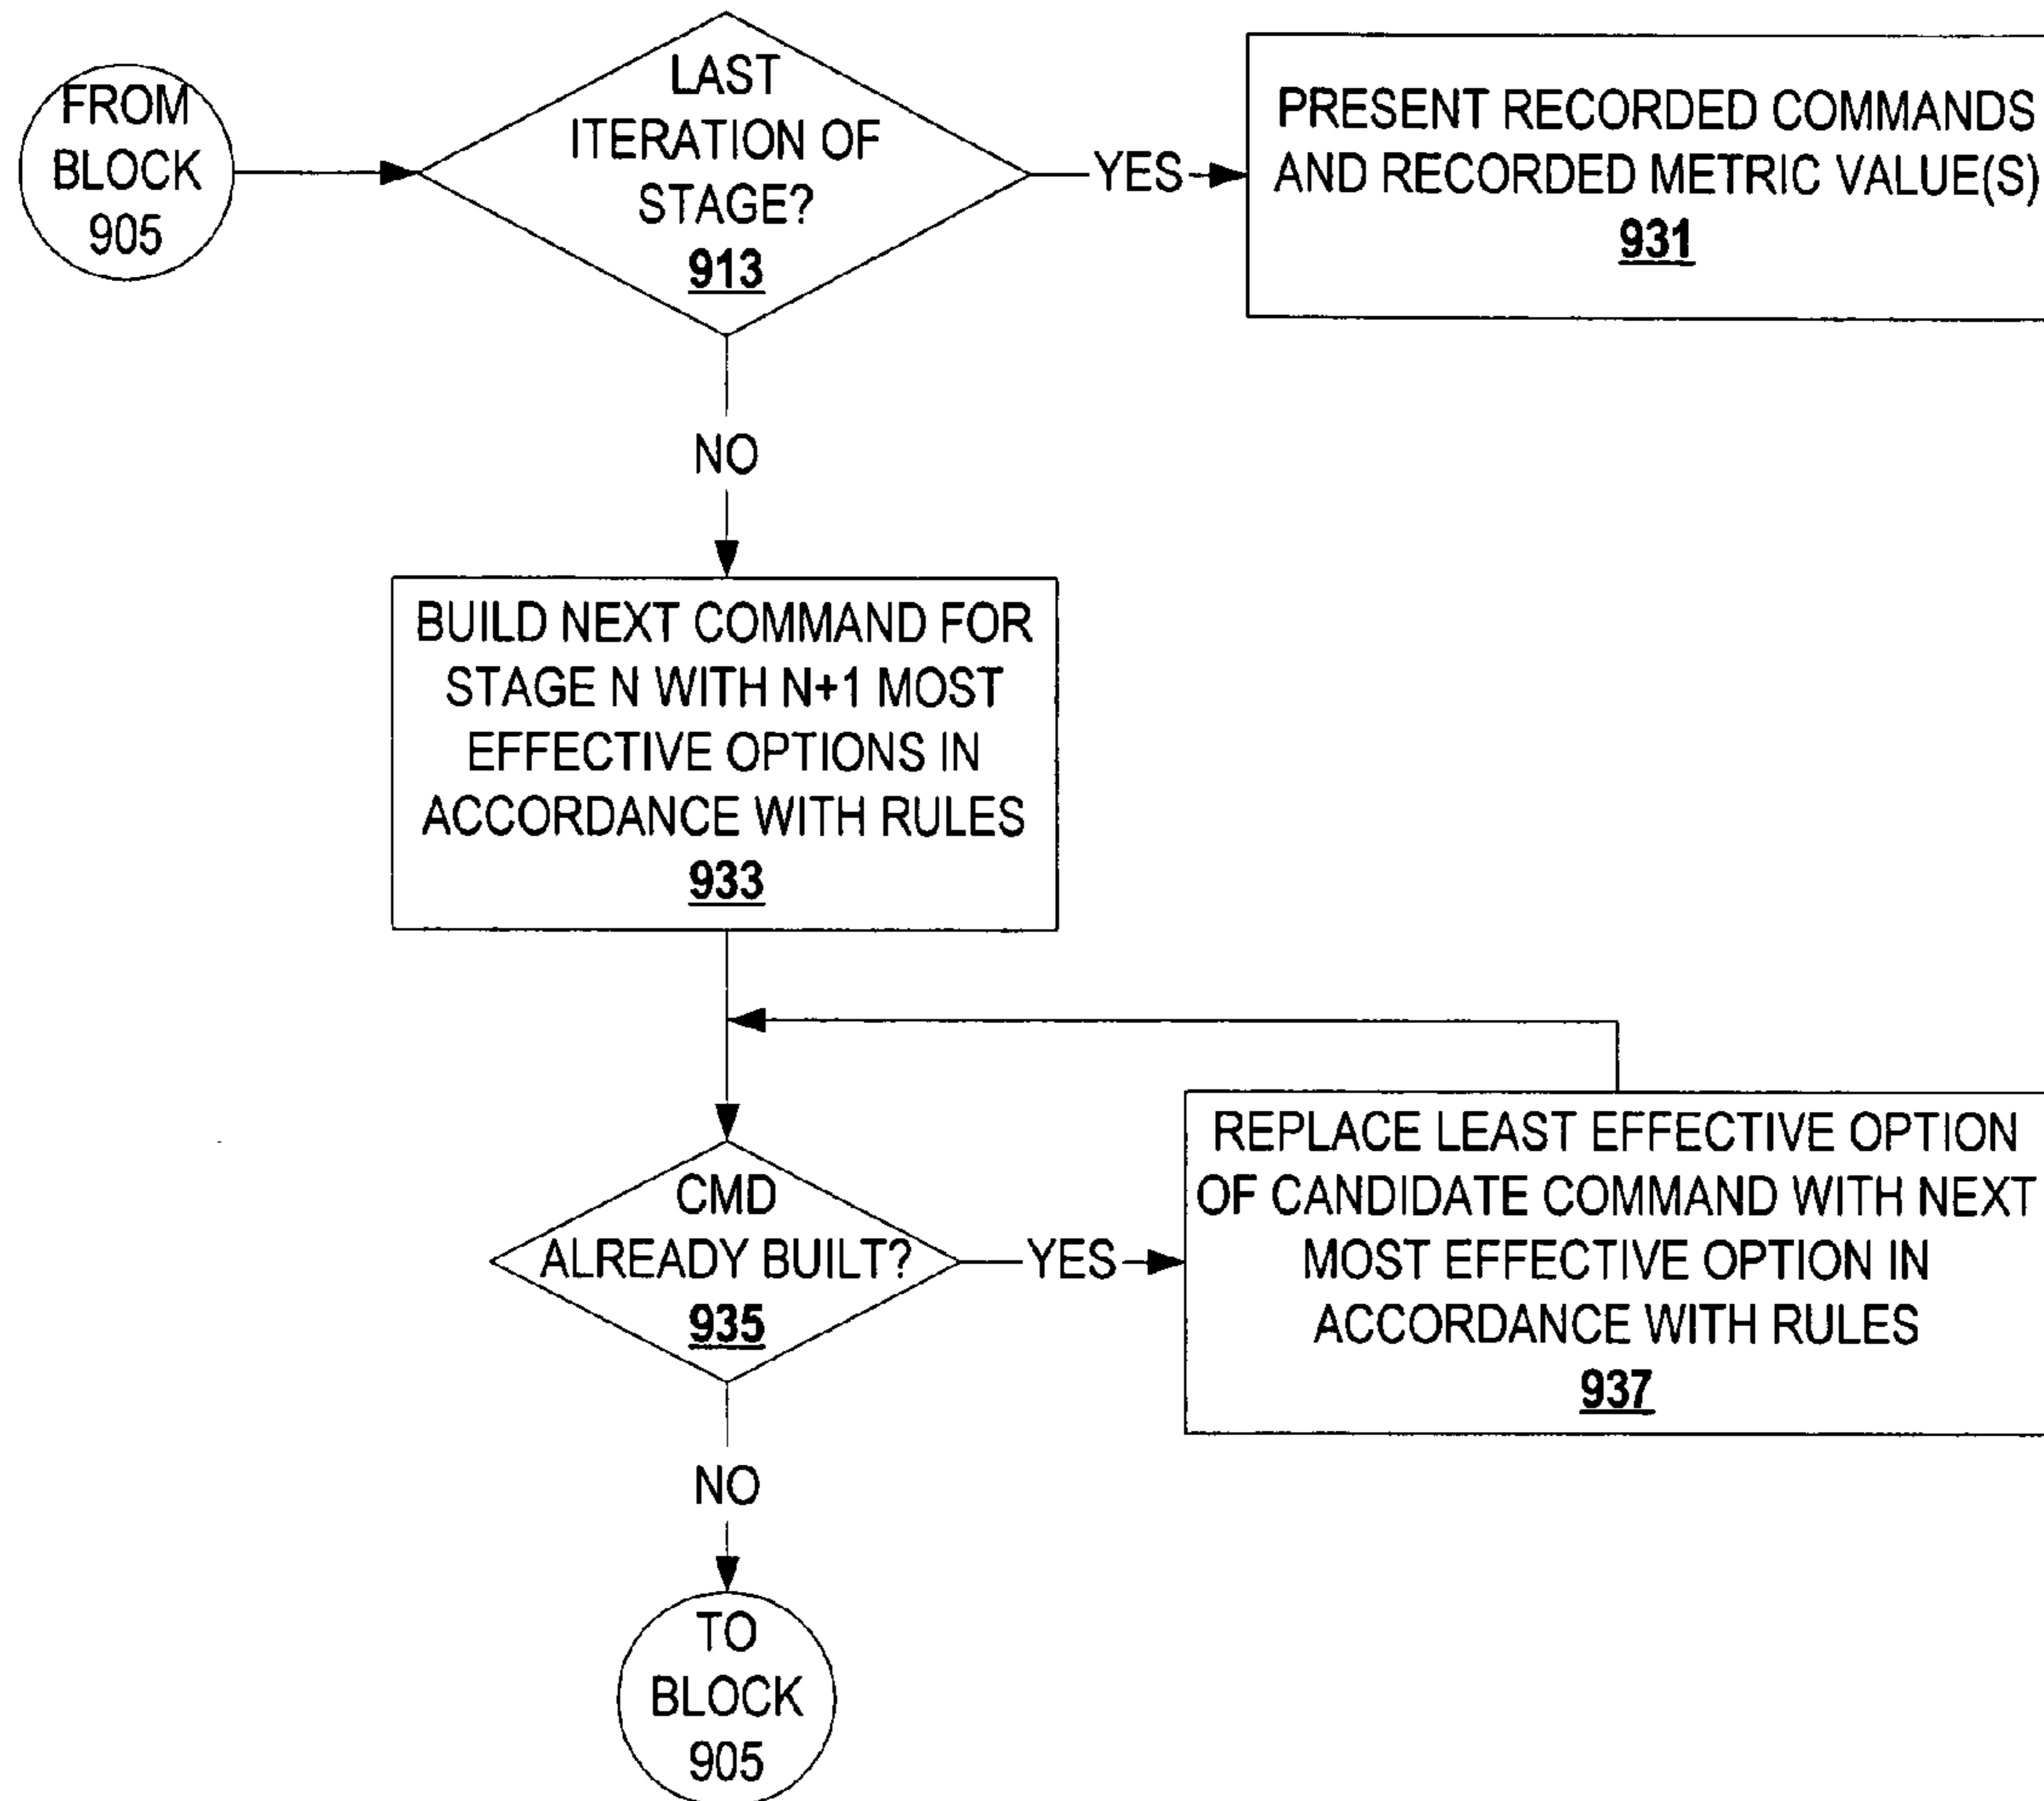 FROM
BLOCK
905
LAST
ITERATION OF
STAGE?
913
YES
PRESENT RECORDED COMMANDS
AND RECORDED METRIC VALUE(S)
931
NO
BUILD NEXT COMMAND FOR
STAGE N WITH N+1 MOST
EFFECTIVE OPTIONS IN
ACCORDANCE WITH RULES
933
CMD
ALREADY BUILT?
935
YES
REPLACE LEAST EFFECTIVE OPTION
OF CANDIDATE COMMAND WITH NEXT
MOST EFFECTIVE OPTION IN
ACCORDANCE WITH RULES
937
NO
TO
BLOCK
905